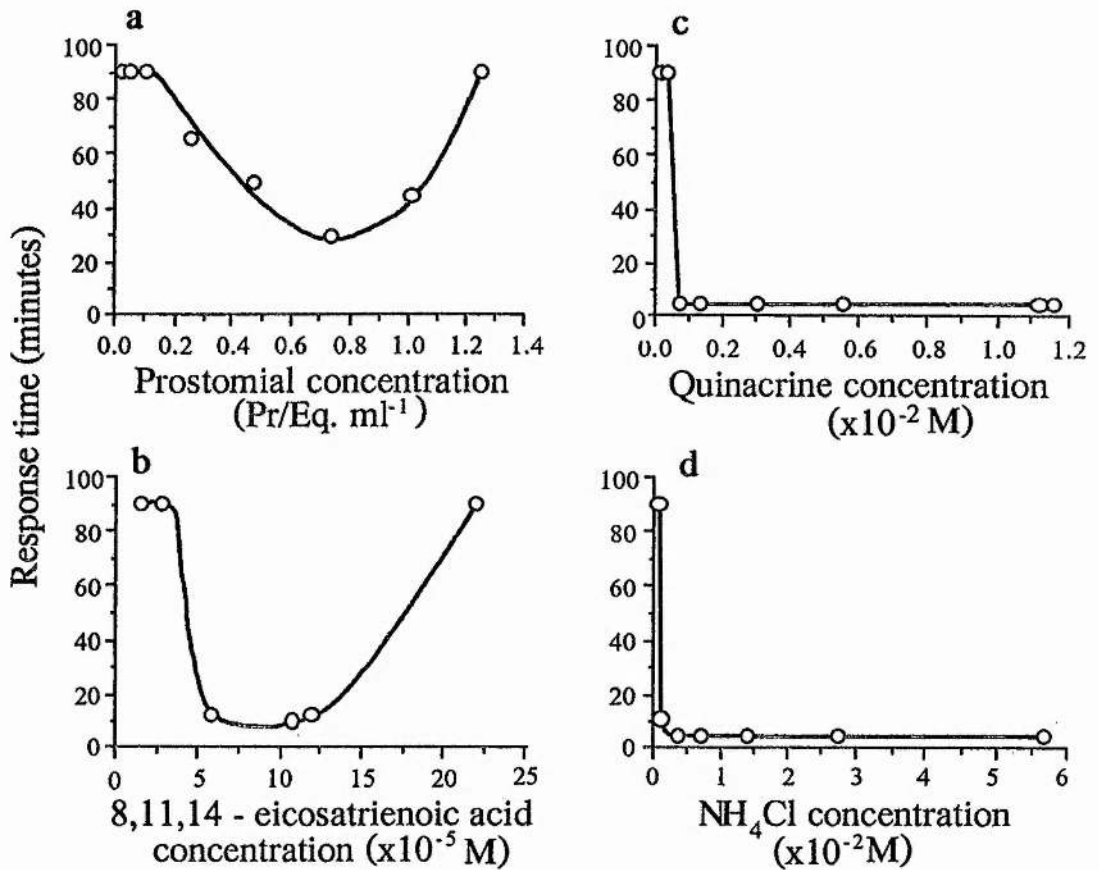 Response time (minutes)
a
100
80
60
40
20
0
0.0 0.2 0.4 0.6 0.8 1.0 1.2 1.4
Prostomial concentration
(Pr/Eq. ml⁻¹)
b
100
80
60
40
20
0
0 5 10 15 20 25
8,11,14 - eicosatrienoic acid
concentration (x10⁻⁵ M)
c
100
80
60
40
20
0
0.0 0.2 0.4 0.6 0.8 1.0 1.2
Quinacrine concentration
(x10⁻² M)
d
100
80
60
40
20
0
0 1 2 3 4 5 6
NH₄Cl concentration
(x10⁻²M)